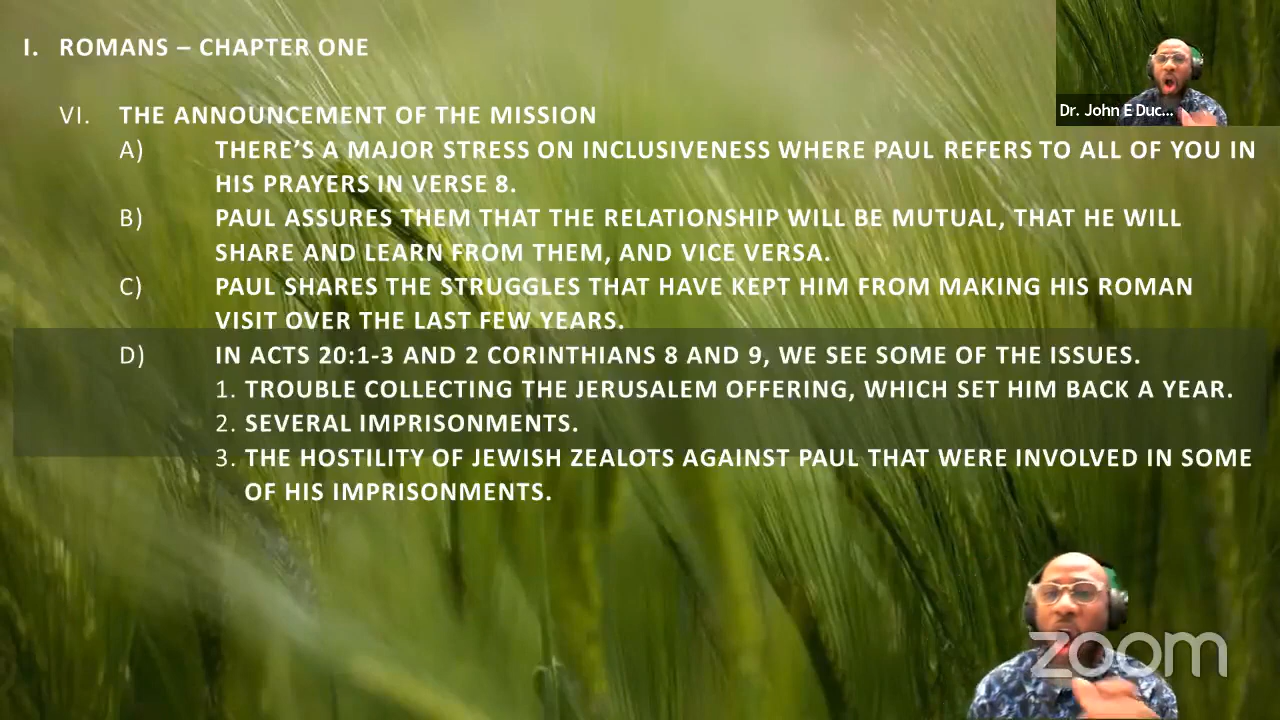 I. ROMANS – CHAPTER ONE
Dr. John E Duc...
VI. THE ANNOUNCEMENT OF THE MISSION
A) THERE'S A MAJOR STRESS ON INCLUSIVENESS WHERE PAUL REFERS TO ALL OF YOU IN
HIS PRAYERS IN VERSE 8.
B) PAUL ASSURES THEM THAT THE RELATIONSHIP WILL BE MUTUAL, THAT HE WILL
SHARE AND LEARN FROM THEM, AND VICE VERSA.
C) PAUL SHARES THE STRUGGLES THAT HAVE KEPT HIM FROM MAKING HIS ROMAN
VISIT OVER THE LAST FEW YEARS.
D) IN ACTS 20:1-3 AND 2 CORINTHIANS 8 AND 9, WE SEE SOME OF THE ISSUES.
1. TROUBLE COLLECTING THE JERUSALEM OFFERING, WHICH SET HIM BACK A YEAR.
2. SEVERAL IMPRISONMENTS.
3. THE HOSTILITY OF JEWISH ZEALOTS AGAINST PAUL THAT WERE INVOLVED IN SOME
OF HIS IMPRISONMENTS.
zoom